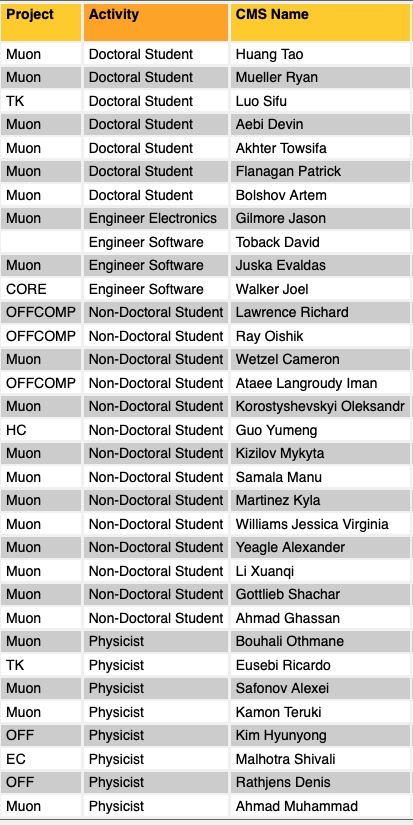 Project Activity CMS Name
Muon Doctoral Student Huang Tao
Muon Doctoral Student Mueller Ryan
TK Doctoral Student Luo Sifu
Muon Doctoral Student Aebi Devin
Muon Doctoral Student Akhter Towsifa
Muon Doctoral Student Flanagan Patrick
Muon Doctoral Student Bolshov Artem
Muon Engineer Electronics Gilmore Jason
Engineer Software Toback David
Muon Engineer Software Juska Evaldas
CORE Engineer Software Walker Joel
OFFCOMP Non-Doctoral Student Lawrence Richard
OFFCOMP Non-Doctoral Student Ray Oishik
Muon Non-Doctoral Student Wetzel Cameron
OFFCOMP Non-Doctoral Student Ataee Langroudy Iman
Muon Non-Doctoral Student Korostyshevskyi Oleksandr
HC Non-Doctoral Student Guo Yumeng
Muon Non-Doctoral Student Kizilov Mykyta
Muon Non-Doctoral Student Samala Manu
Muon Non-Doctoral Student Martinez Kyla
Muon Non-Doctoral Student Williams Jessica Virginia
Muon Non-Doctoral Student Yeagle Alexander
Muon Non-Doctoral Student Li Xuanqi
Muon Non-Doctoral Student Gottlieb Shachar
Muon Non-Doctoral Student Ahmad Ghassan
Muon Physicist Bouhali Othmane
TK Physicist Eusebi Ricardo
Muon Physicist Safonov Alexei
Muon Physicist Kamon Teruki
OFF Physicist Kim Hyunyong
EC Physicist Malhotra Shivali
OFF Physicist Rathjens Denis
Muon Physicist Ahmad Muhammad